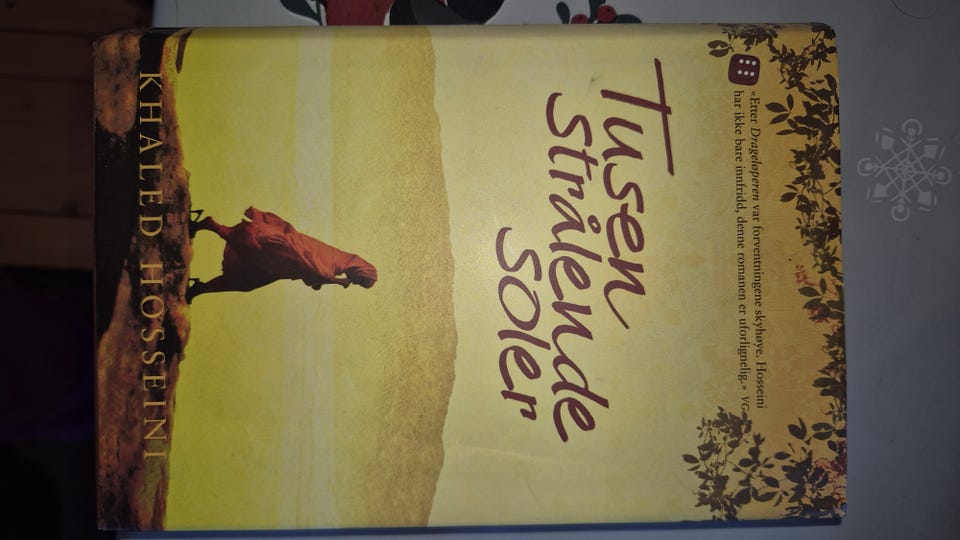 «Etter Drageløperen var forventningene skyhøye. Hosseini
har ikke bare innfridd, denne romanen er uforlignelig.» VG
Tusen
Strålende
Soler
KHALED HOSSEINI